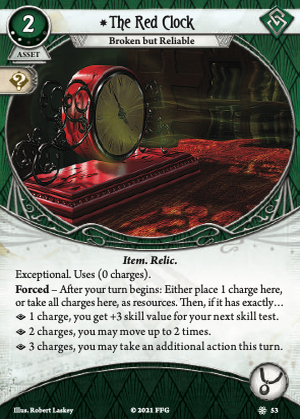 2
*The Red Clock
Broken but Reliable
ASSET
?
Item. Relic.
Exceptional. Uses (0 charges).
Forced – After your turn begins: Either place 1 charge here,
or take all charges here, as resources. Then, if it has exactly…
1 charge, you get +3 skill value for your next skill test.
2 charges, you may move up to 2 times.
3 charges, you may take an additional action this turn.
Illus. Robert Laskey
© 2021 FFG
53